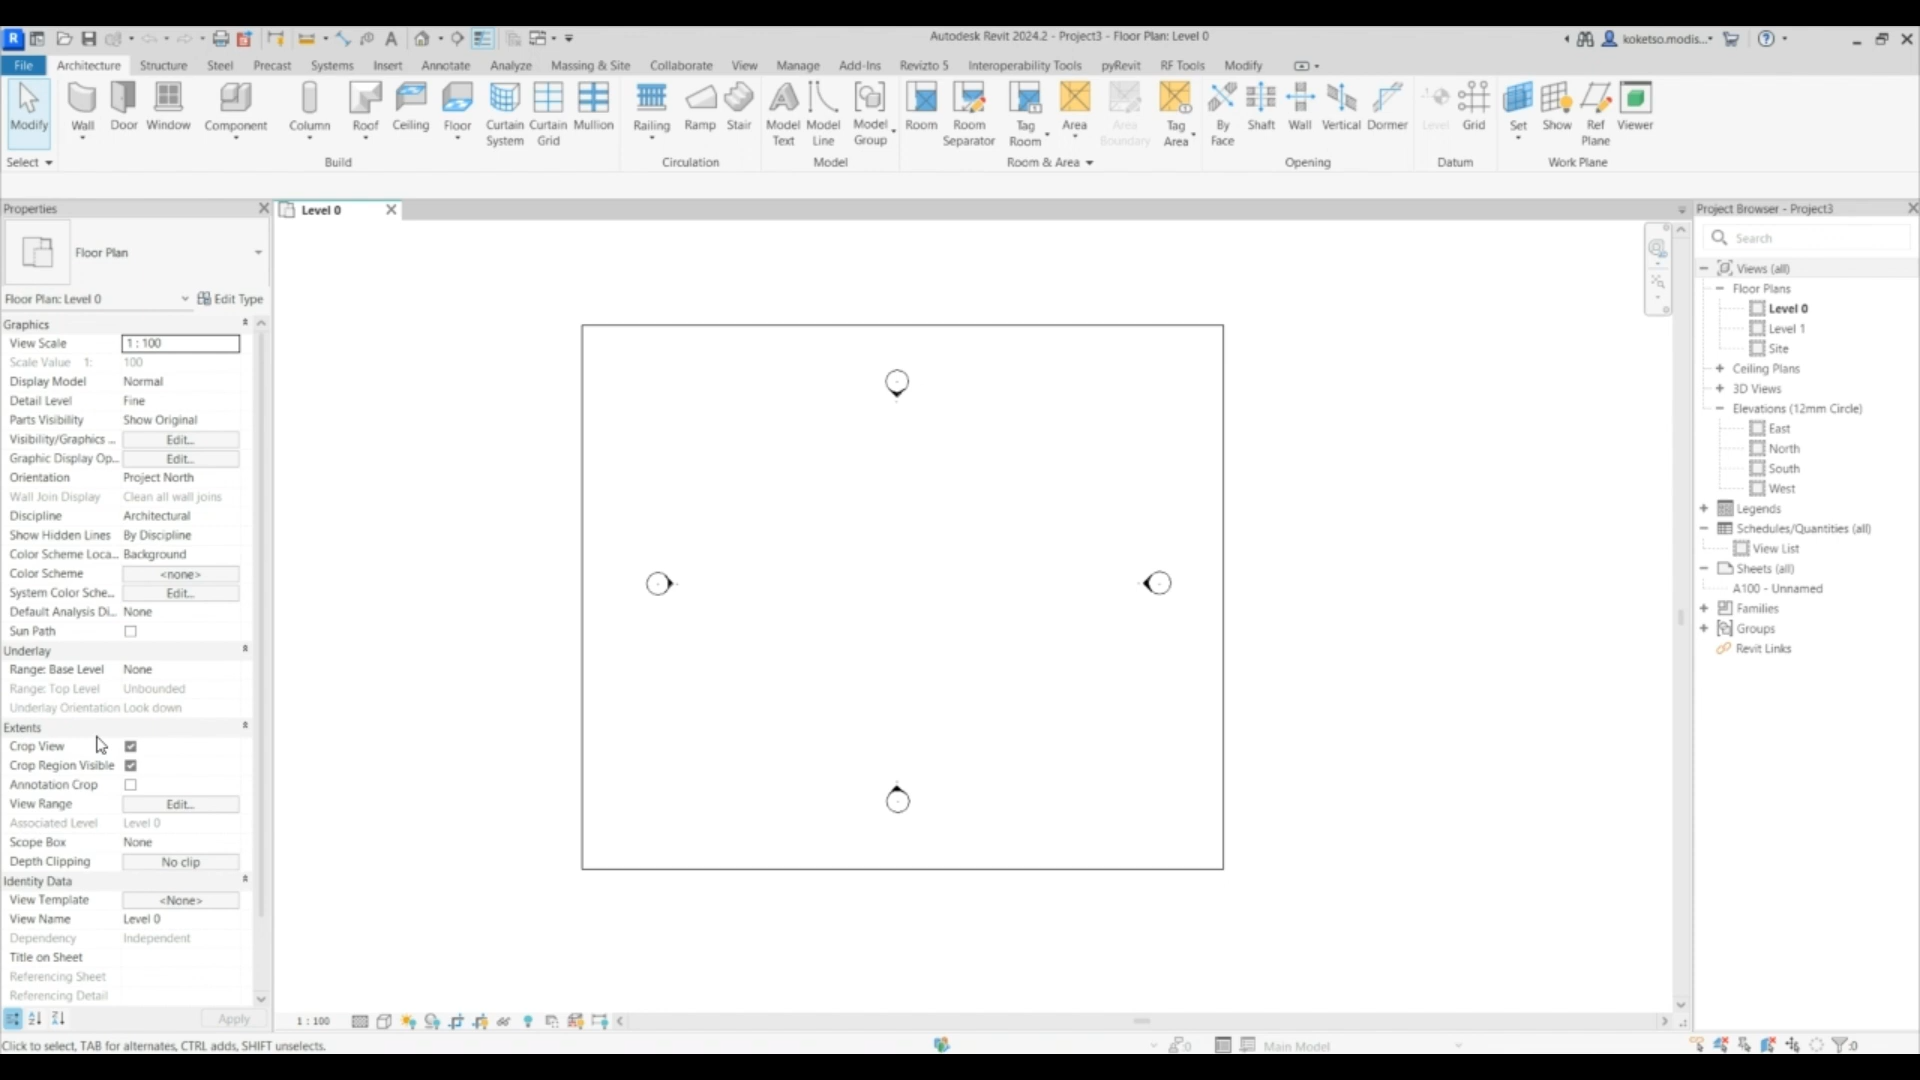 Autodesk Revit 2024.2 - Project3 - Floor Plan: Level 0
koketso.modis...*
File Architecture Structure Steel Precast Systems Insert Annotate Analyze Massing & Site Collaborate View Manage Add-Ins Revizto 5 Interoperability Tools pyRevit RF Tools Modify
Modify Wall Door Window Component Column Roof Ceiling Floor Curtain System Curtain Grid Mullion Railing Ramp Stair Model Text Model Line Model Group Room Room Separator Tag Room Area Area Boundary Tag Area By Face Shaft Wall Vertical Dormer Level Grid Set Show Ref Plane Viewer
Select Build Circulation Model Room & Area Opening Datum Work Plane
Properties
Floor Plan
Floor Plan: Level 0 Edit Type
Graphics
View Scale 1 : 100
Scale Value 1: 100
Display Model Normal
Detail Level Fine
Parts Visibility Show Original
Visibility/Graphics ... Edit...
Graphic Display Op... Edit...
Orientation Project North
Wall Join Display Clean all wall joins
Discipline Architectural
Show Hidden Lines By Discipline
Color Scheme Loca... Background
Color Scheme <none>
System Color Sche... Edit...
Default Analysis Di... None
Sun Path
Underlay
Range: Base Level None
Range: Top Level Unbounded
Underlay Orientation Look down
Extents
Crop View
Crop Region Visible
Annotation Crop
View Range Edit...
Associated Level Level 0
Scope Box None
Depth Clipping No clip
Identity Data
View Template <None>
View Name Level 0
Dependency Independent
Title on Sheet
Referencing Sheet
Referencing Detail
Apply
Level 0
1 : 100
Project Browser - Project3
Search
Views (all)
Floor Plans
Level 0
Level 1
Site
Ceiling Plans
3D Views
Elevations (12mm Circle)
East
North
South
West
Legends
Schedules/Quantities (all)
View List
Sheets (all)
A100 - Unnamed
Families
Groups
Revit Links
Click to select, TAB for alternates, CTRL adds, SHIFT unselects.
:0
Main Model
:0